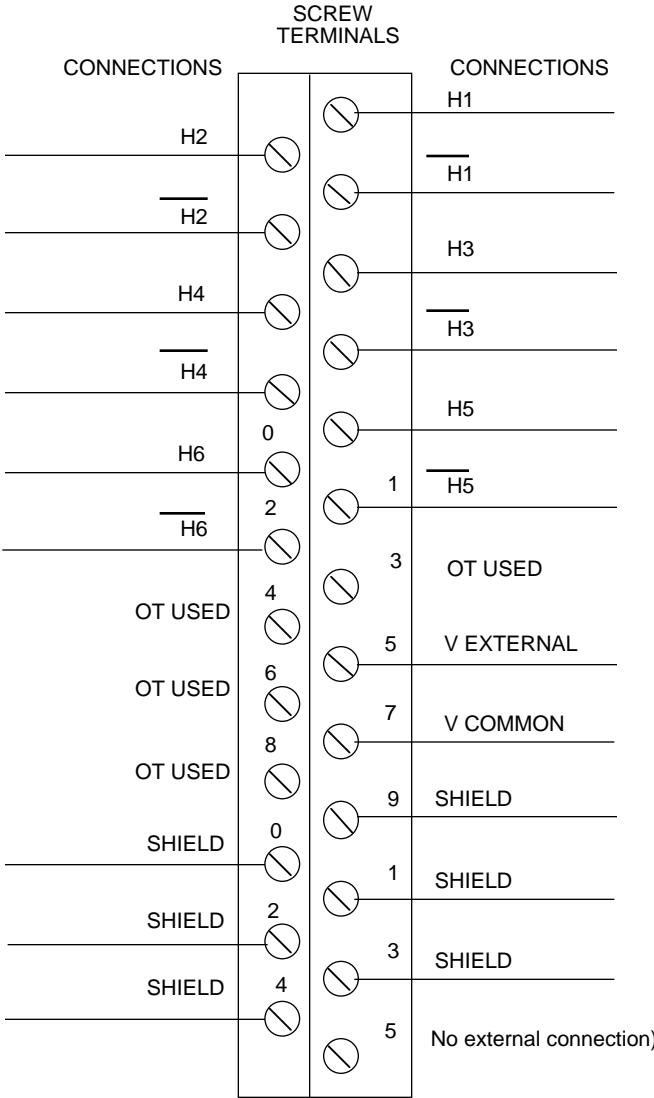 SCREW
TERMINALS
CONNECTIONS
CONNECTIONS
H1
H2
H1
H2
H3
H4
H3
H4
H5
0
H6
1
H5
2
H6
3
OT USED
4
OT USED
5
V EXTERNAL
6
OT USED
7
V COMMON
8
OT USED
9
SHIELD
0
SHIELD
1
SHIELD
2
SHIELD
3
SHIELD
4
SHIELD
5
No external connection)